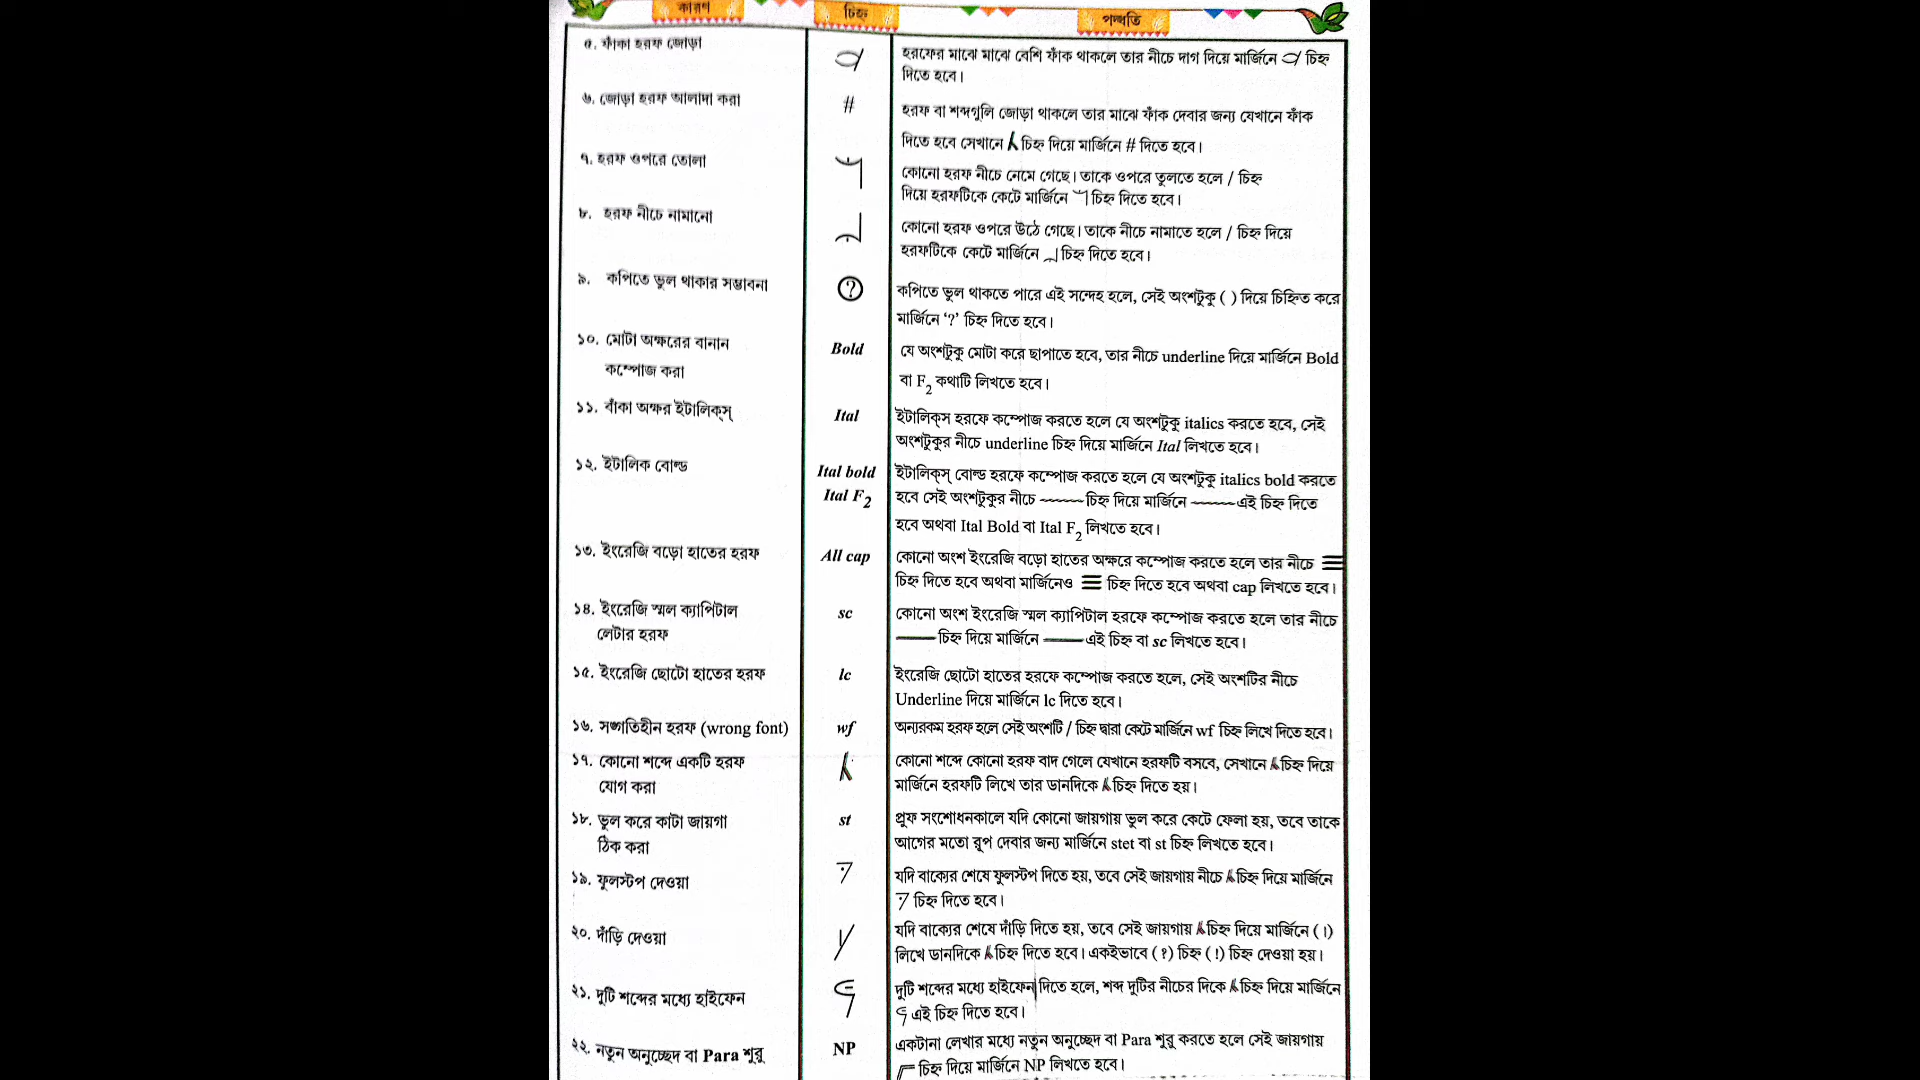 কারণ
চিহ্ন
পদ্ধতি
৫. ফাঁকা হরফ জোড়া
হরফের মাঝে মাঝে বেশি ফাঁক থাকলে তার নীচে দাগ দিয়ে মার্জিনে চিহ্ন
দিতে হবে।
৬. জোড়া হরফ আলাদা করা
#
হরফ বা শব্দগুলি জোড়া থাকলে তার মাঝে ফাঁক দেবার জন্য যেখানে ফাঁক
দিতে হবে সেখানে চিহ্ন দিয়ে মার্জিনে # দিতে হবে।
৭. হরফ ওপরে তোলা
কোনো হরফ নীচে নেমে গেছে। তাকে ওপরে তুলতে হলে / চিহ্ন
দিয়ে হরফটিকে কেটে মার্জিনে চিহ্ন দিতে হবে।
৮. হরফ নীচে নামানো
কোনো হরফ ওপরে উঠে গেছে। তাকে নীচে নামাতে হলে / চিহ্ন দিয়ে
হরফটিকে কেটে মার্জিনে চিহ্ন দিতে হবে।
৯. কপিতে ভুল থাকার সম্ভাবনা
?
কপিতে ভুল থাকতে পারে এই সন্দেহ হলে, সেই অংশটুকু ( ) দিয়ে চিহ্নিত করে
মার্জিনে ‘?’ চিহ্ন দিতে হবে।
১০. মোটা অক্ষরের বানান
কম্পোজ করা
Bold
যে অংশটুকু মোটা করে ছাপাতে হবে, তার নীচে underline দিয়ে মার্জিনে Bold
বা F2 কথাটি লিখতে হবে।
১১. বাঁকা অক্ষর ইটালিক্‌স্‌
Ital
ইটালিক্‌স হরফে কম্পোজ করতে হলে যে অংশটুকু italics করতে হবে, সেই
অংশটুকুর নীচে underline চিহ্ন দিয়ে মার্জিনে Ital লিখতে হবে।
১২. ইটালিক বোল্ড
Ital bold
Ital F2
ইটালিক্‌স্‌ বোল্ড হরফে কম্পোজ করতে হলে যে অংশটুকু italics bold করতে
হবে সেই অংশটুকুর নীচে চিহ্ন দিয়ে মার্জিনে এই চিহ্ন দিতে
হবে অথবা Ital Bold বা Ital F2 লিখতে হবে।
১৩. ইংরেজি বড়ো হাতের হরফ
All cap
কোনো অংশ ইংরেজি বড়ো হাতের অক্ষরে কম্পোজ করতে হলে তার নীচে
চিহ্ন দিতে হবে অথবা মার্জিনেও চিহ্ন দিতে হবে অথবা cap লিখতে হবে।
১৪. ইংরেজি স্মল ক্যাপিটাল
লেটার হরফ
sc
কোনো অংশ ইংরেজি স্মল ক্যাপিটাল হরফে কম্পোজ করতে হলে তার নীচে
চিহ্ন দিয়ে মার্জিনে এই চিহ্ন বা sc লিখতে হবে।
১৫. ইংরেজি ছোটো হাতের হরফ
lc
ইংরেজি ছোটো হাতের হরফে কম্পোজ করতে হলে, সেই অংশটির নীচে
Underline দিয়ে মার্জিনে lc দিতে হবে।
১৬. সঙ্গতিহীন হরফ (wrong font)
wf
অন্যরকম হরফ হলে সেই অংশটি / চিহ্ন দ্বারা কেটে মার্জিনে wf চিহ্ন লিখে দিতে হবে।
১৭. কোনো শব্দে একটি হরফ
যোগ করা
কোনো শব্দে কোনো হরফ বাদ গেলে যেখানে হরফটি বসবে, সেখানে চিহ্ন দিয়ে
মার্জিনে হরফটি লিখে তার ডানদিকে চিহ্ন দিতে হয়।
১৮. ভুল করে কাটা জায়গা
ঠিক করা
st
প্রুফ সংশোধনকালে যদি কোনো জায়গায় ভুল করে কেটে ফেলা হয়, তবে তাকে
আগের মতো রূপ দেবার জন্য মার্জিনে stet বা st চিহ্ন লিখতে হবে।
১৯. ফুলস্টপ দেওয়া
যদি বাক্যের শেষে ফুলস্টপ দিতে হয়, তবে সেই জায়গায় নীচে চিহ্ন দিয়ে মার্জিনে
চিহ্ন দিতে হবে।
২০. দাঁড়ি দেওয়া
যদি বাক্যের শেষে দাঁড়ি দিতে হয়, তবে সেই জায়গায় চিহ্ন দিয়ে মার্জিনে (।)
লিখে ডানদিকে চিহ্ন দিতে হবে। একইভাবে (?) চিহ্ন (!) চিহ্ন দেওয়া হয়।
২১. দুটি শব্দের মধ্যে হাইফেন
দুটি শব্দের মধ্যে হাইফেন দিতে হলে, শব্দ দুটির নীচের দিকে চিহ্ন দিয়ে মার্জিনে
এই চিহ্ন দিতে হবে।
২২. নতুন অনুচ্ছেদ বা Para শুরু
NP
একটানা লেখার মধ্যে নতুন অনুচ্ছেদ বা Para শুরু করতে হলে সেই জায়গায়
চিহ্ন দিয়ে মার্জিনে NP লিখতে হবে।